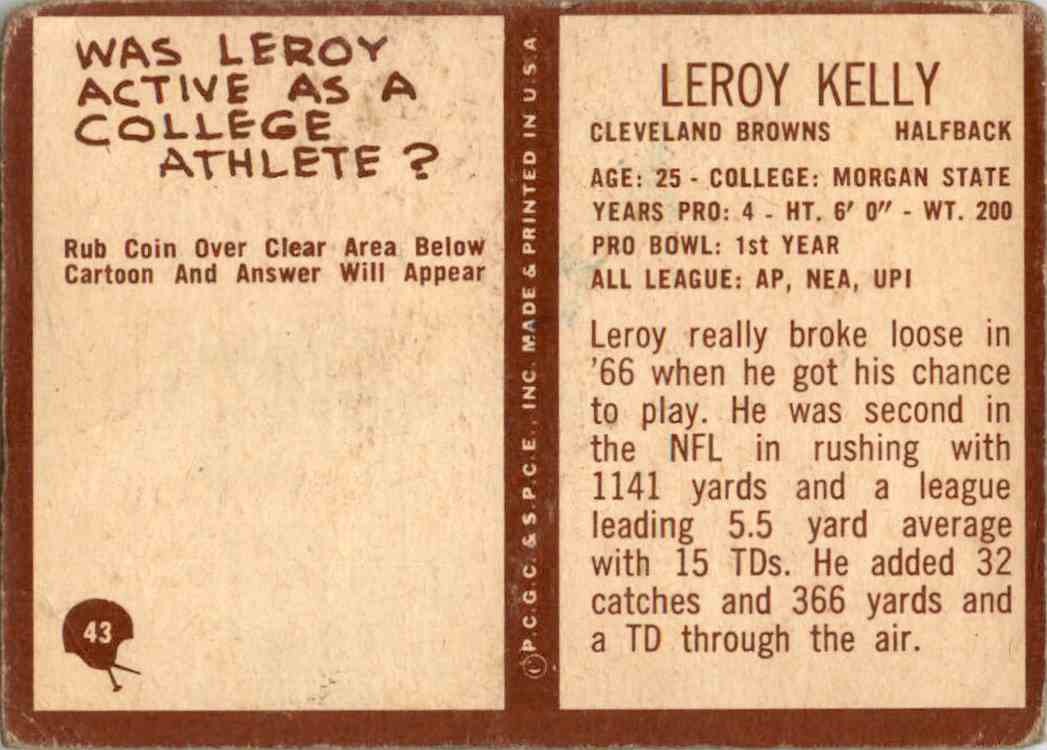 WAS LEROY
ACTIVE AS A
COLLEGE
ATHLETE?
Rub Coin Over Clear Area Below
Cartoon And Answer Will Appear
43
©P.C.G.C. & S.P.C.E., INC. MADE & PRINTED IN U.S.A.
LEROY KELLY
CLEVELAND BROWNS HALFBACK
AGE: 25 - COLLEGE: MORGAN STATE
YEARS PRO: 4 - HT. 6' 0" - WT. 200
PRO BOWL: 1st YEAR
ALL LEAGUE: AP, NEA, UPI
Leroy really broke loose in
'66 when he got his chance
to play. He was second in
the NFL in rushing with
1141 yards and a league
leading 5.5 yard average
with 15 TDs. He added 32
catches and 366 yards and
a TD through the air.